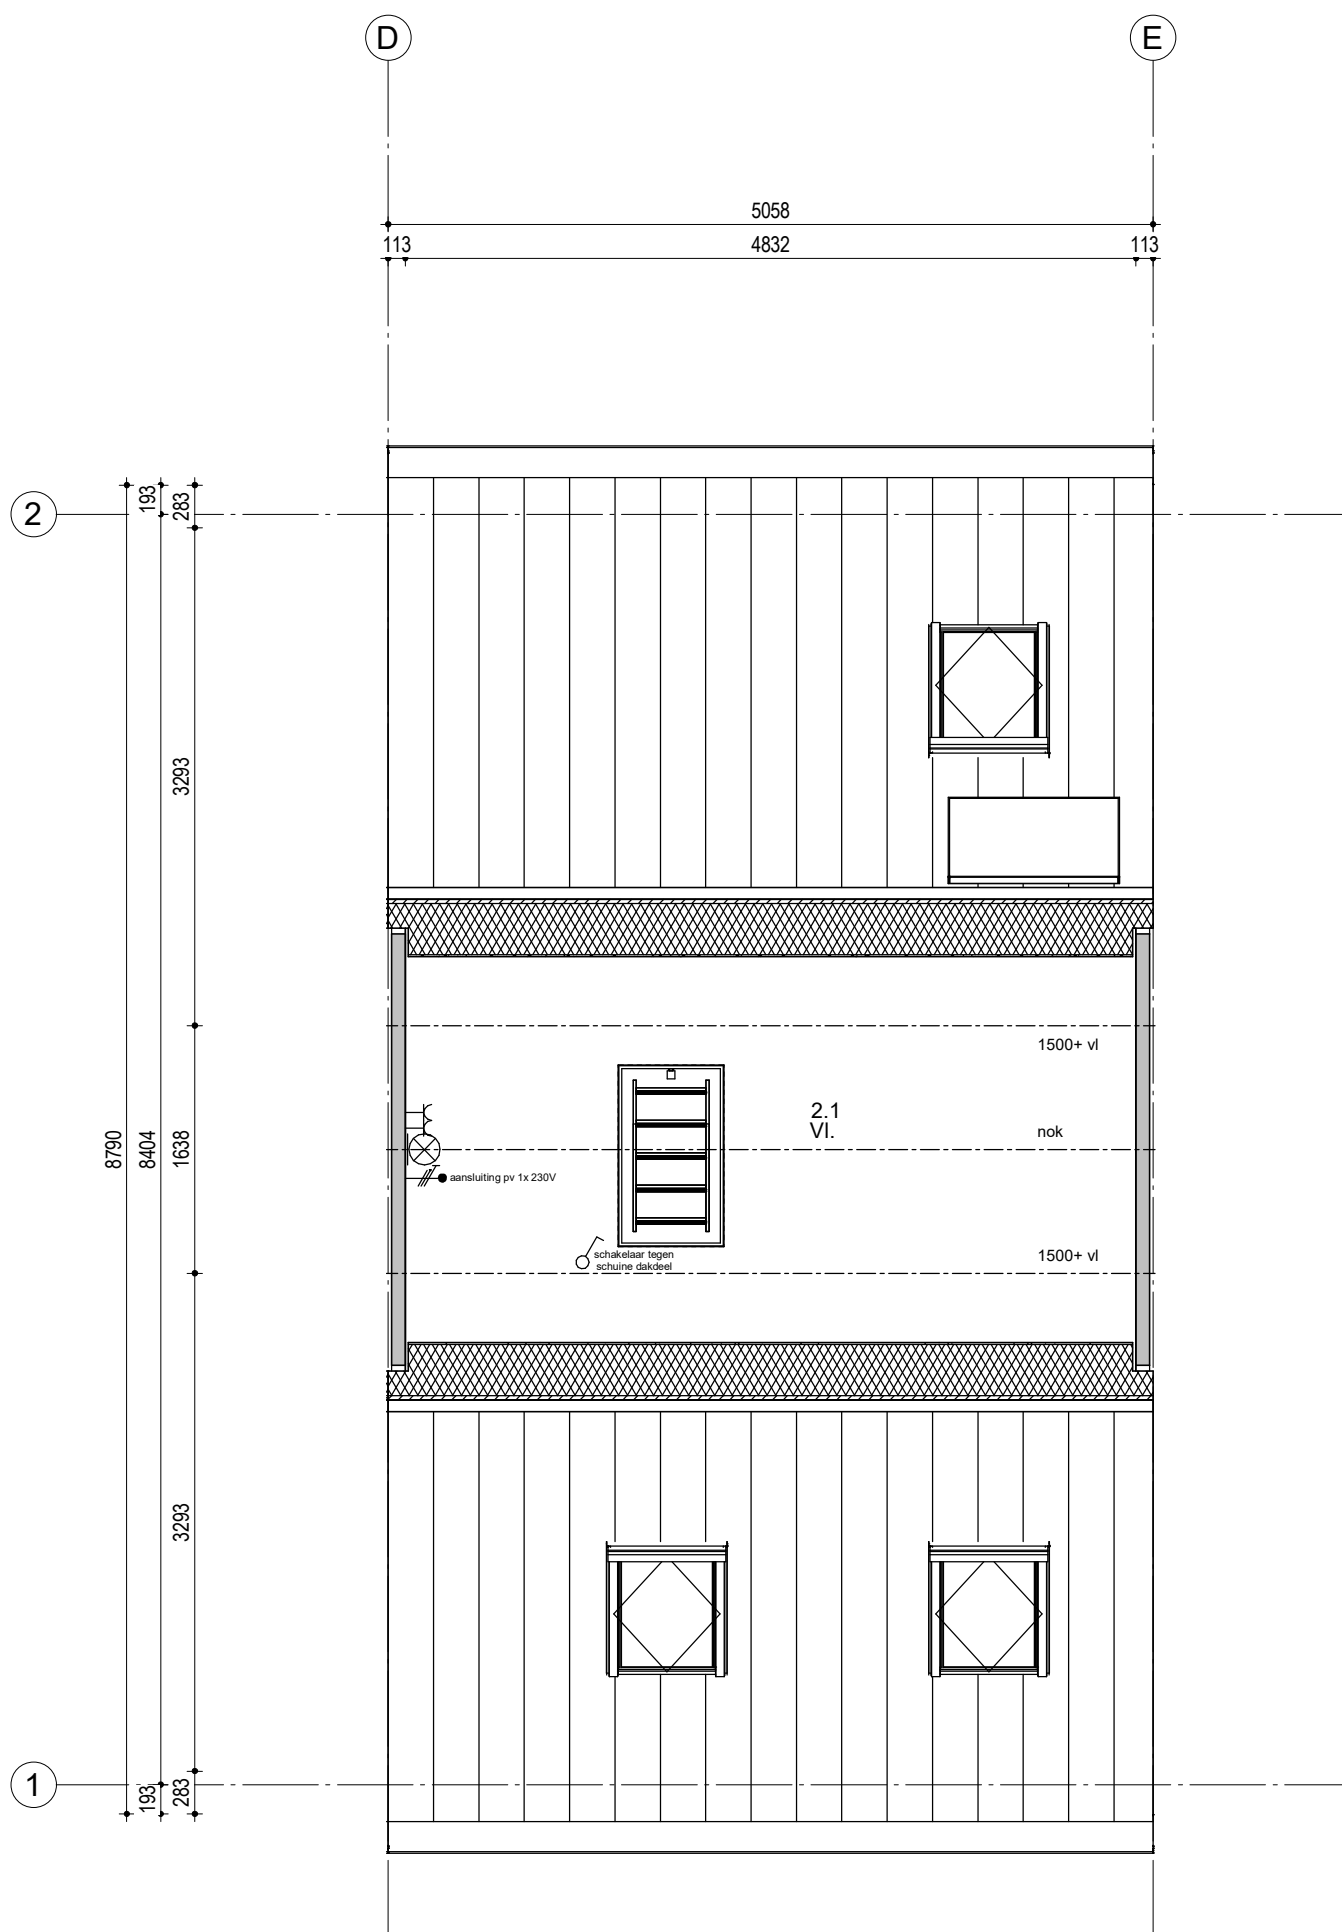 D
E
5058
113
4832
113
2
193
283
3293
8790
8404
1638
3293
193
283
1
1500+ vl
2.1
Vl.
nok
aansluiting pv 1x 230V
schakelaar tegen
schuine dakdeel
1500+ vl